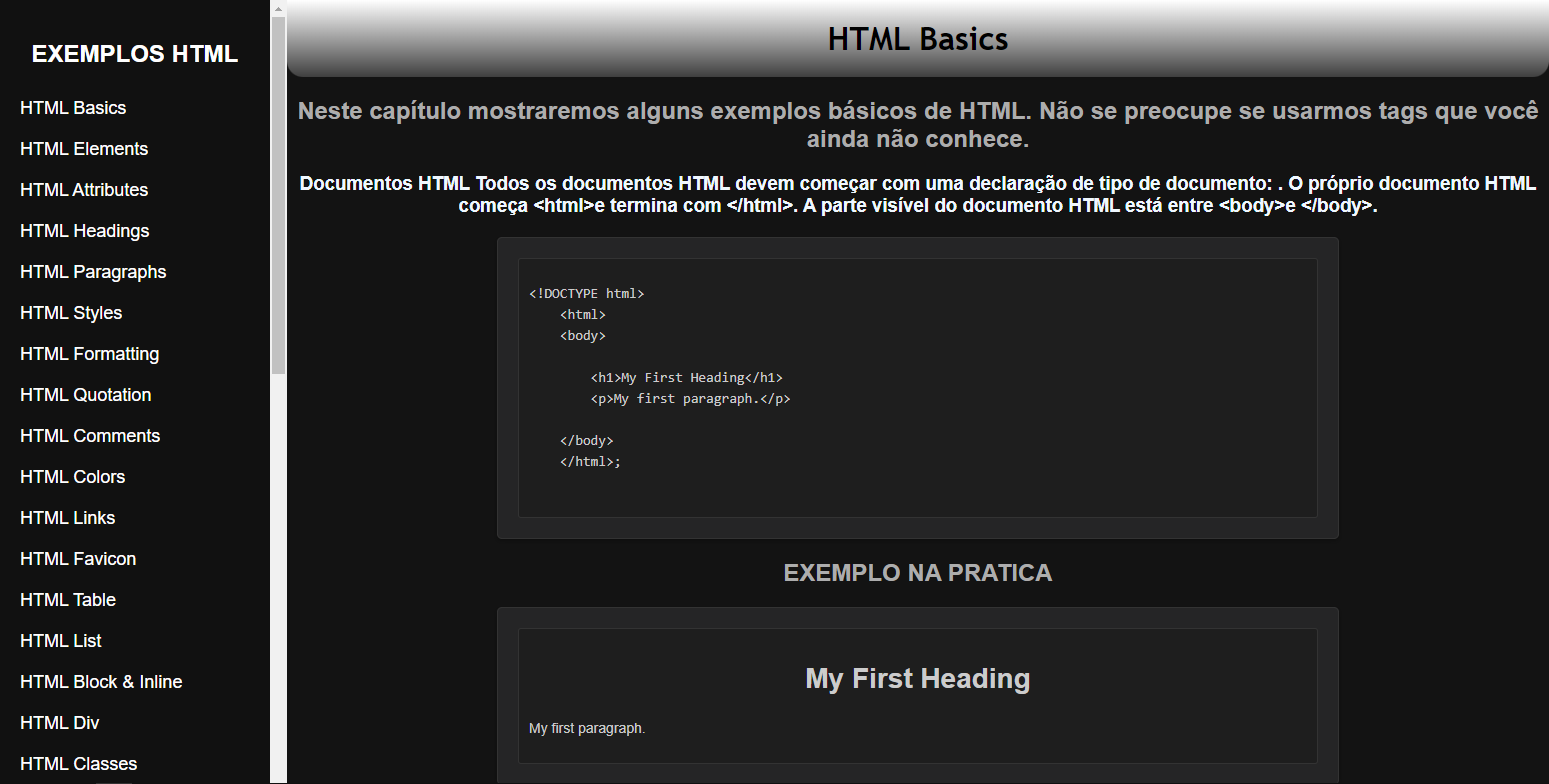 EXEMPLOS HTML
HTML Basics
HTML Elements
HTML Attributes
HTML Headings
HTML Paragraphs
HTML Styles
HTML Formatting
HTML Quotation
HTML Comments
HTML Colors
HTML Links
HTML Favicon
HTML Table
HTML List
HTML Block & Inline
HTML Div
HTML Classes
HTML Basics
Neste capítulo mostraremos alguns exemplos básicos de HTML. Não se preocupe se usarmos tags que você
ainda não conhece.
Documentos HTML Todos os documentos HTML devem começar com uma declaração de tipo de documento: . O próprio documento HTML
começa <html>e termina com </html>. A parte visível do documento HTML está entre <body>e </body>.
<!DOCTYPE html>
<html>
<body>
<h1>My First Heading</h1>
<p>My first paragraph.</p>
</body>
</html>;
EXEMPLO NA PRATICA
My First Heading
My first paragraph.